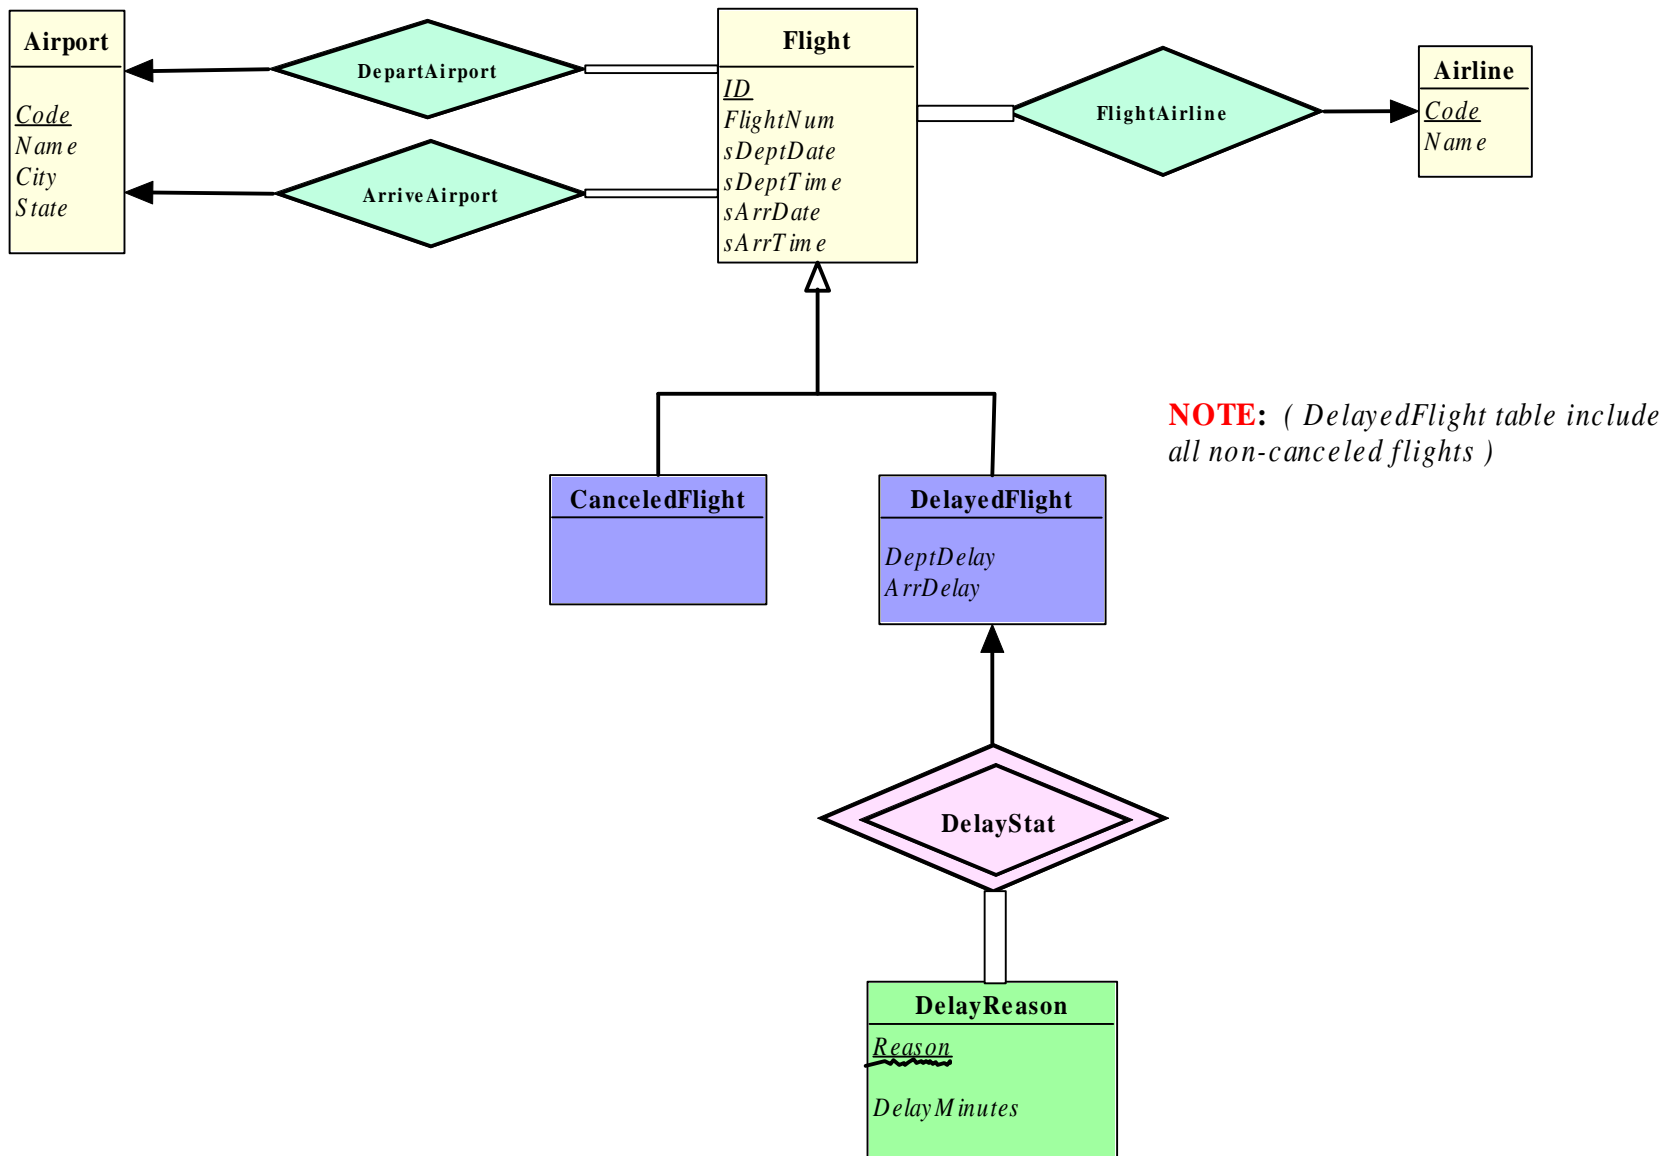 Airport
Code
Name
City
State
DepartAirport
ArriveAirport
Flight
ID
FlightNum
sDeptDate
sDeptTime
sArrDate
sArrTime
FlightAirline
Airline
Code
Name
NOTE: ( DelayedFlight table include
all non-canceled flights )
CanceledFlight
DelayedFlight
DeptDelay
ArrDelay
DelayStat
DelayReason
Reason
DelayMinutes